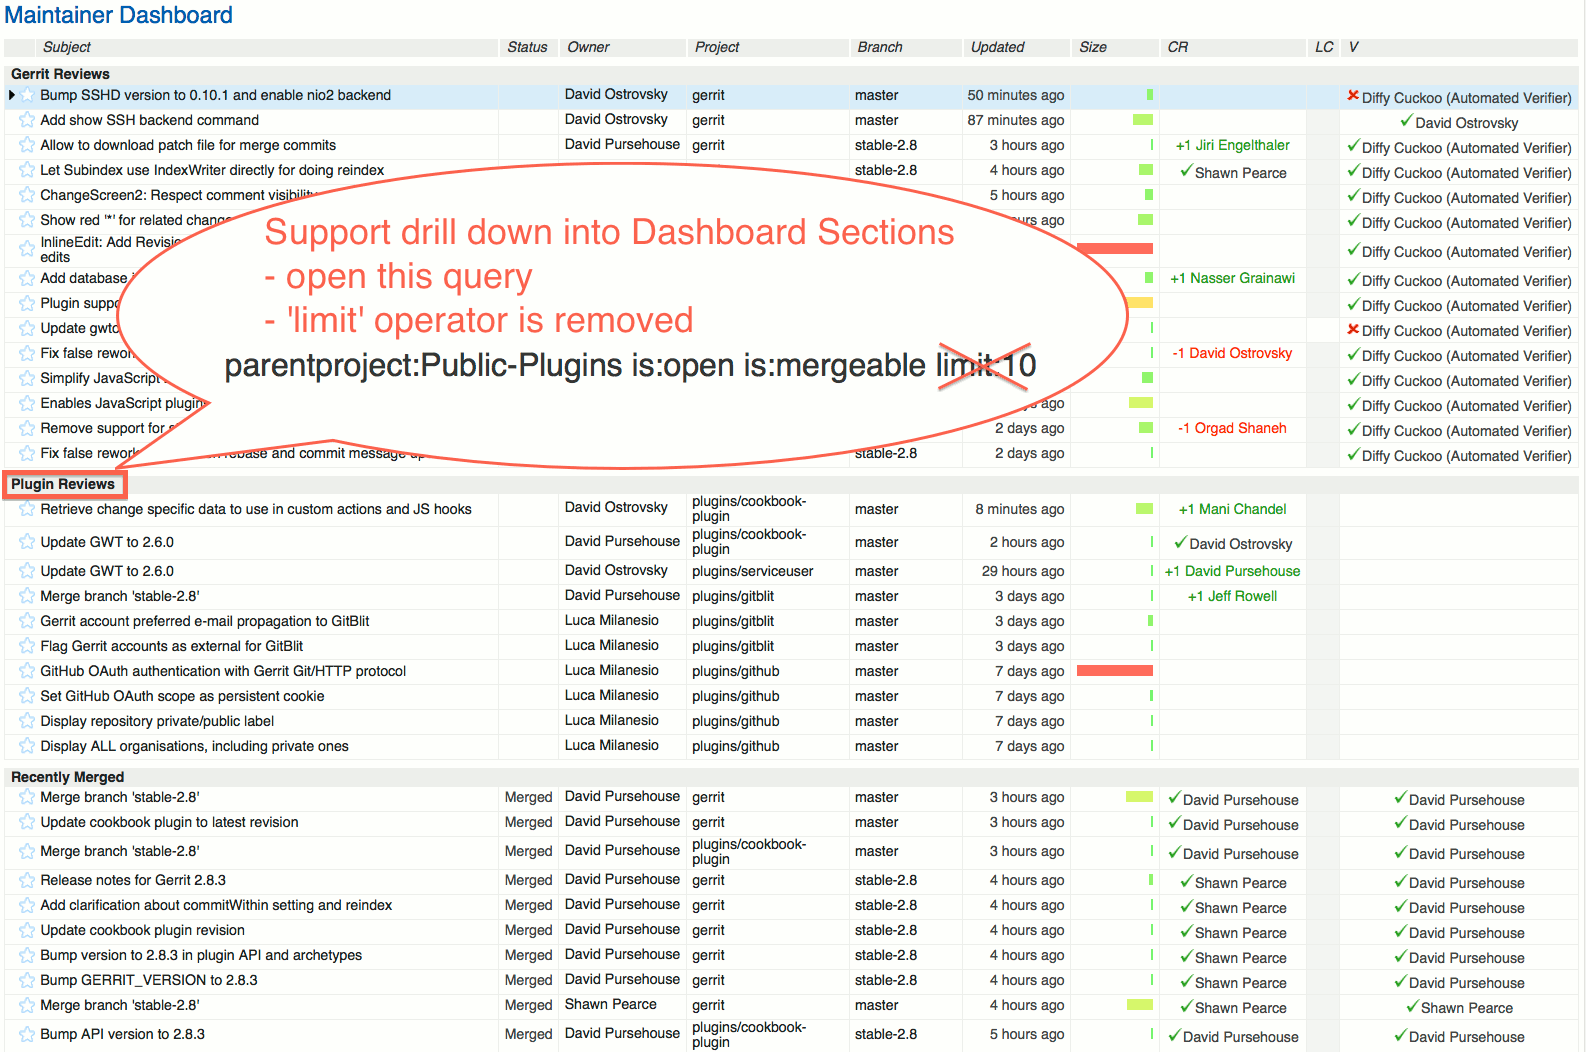 Maintainer Dashboard
Subject Status Owner Project Branch Updated Size CR LC V
Gerrit Reviews
Bump SSHD version to 0.10.1 and enable nio2 backend David Ostrovsky gerrit master 50 minutes ago Diffy Cuckoo (Automated Verifier)
Add show SSH backend command David Ostrovsky gerrit master 87 minutes ago David Ostrovsky
Allow to download patch file for merge commits David Pursehouse gerrit stable-2.8 3 hours ago +1 Jiri Engelthaler Diffy Cuckoo (Automated Verifier)
Let Subindex use IndexWriter directly for doing reindex stable-2.8 4 hours ago Shawn Pearce Diffy Cuckoo (Automated Verifier)
ChangeScreen2: Respect comment visibility 5 hours ago Diffy Cuckoo (Automated Verifier)
Show red '*' for related ago Diffy Cuckoo (Automated Verifier)
InlineEdit: Add
edits Diffy Cuckoo (Automated Verifier)
Add database +1 Nasser Grainawi Diffy Cuckoo (Automated Verifier)
Plugin Diffy Cuckoo (Automated Verifier)
Update Diffy Cuckoo (Automated Verifier)
Fix false -1 David Ostrovsky Diffy Cuckoo (Automated Verifier)
Simplify JavaScript Diffy Cuckoo (Automated Verifier)
Enables JavaScript ago Diffy Cuckoo (Automated Verifier)
Remove support for 2 days ago -1 Orgad Shaneh Diffy Cuckoo (Automated Verifier)
Fix false rebase and commit message stable-2.8 2 days ago Diffy Cuckoo (Automated Verifier)
Support drill down into Dashboard Sections
- open this query
- 'limit' operator is removed
parentproject:Public-Plugins is:open is:mergeable limit:10
Plugin Reviews
Retrieve change specific data to use in custom actions and JS hooks David Ostrovsky plugins/cookbook-plugin master 8 minutes ago +1 Mani Chandel
Update GWT to 2.6.0 David Pursehouse plugins/cookbook-plugin master 2 hours ago David Ostrovsky
Update GWT to 2.6.0 David Ostrovsky plugins/serviceuser master 29 hours ago +1 David Pursehouse
Merge branch 'stable-2.8' David Pursehouse plugins/gitblit master 3 days ago +1 Jeff Rowell
Gerrit account preferred e-mail propagation to GitBlit Luca Milanesio plugins/gitblit master 3 days ago
Flag Gerrit accounts as external for GitBlit Luca Milanesio plugins/gitblit master 3 days ago
GitHub OAuth authentication with Gerrit Git/HTTP protocol Luca Milanesio plugins/github master 7 days ago
Set GitHub OAuth scope as persistent cookie Luca Milanesio plugins/github master 7 days ago
Display repository private/public label Luca Milanesio plugins/github master 7 days ago
Display ALL organisations, including private ones Luca Milanesio plugins/github master 7 days ago
Recently Merged
Merge branch 'stable-2.8' Merged David Pursehouse gerrit master 3 hours ago David Pursehouse David Pursehouse
Update cookbook plugin to latest revision Merged David Pursehouse gerrit master 3 hours ago David Pursehouse David Pursehouse
Merge branch 'stable-2.8' Merged David Pursehouse plugins/cookbook-plugin master 3 hours ago David Pursehouse David Pursehouse
Release notes for Gerrit 2.8.3 Merged David Pursehouse gerrit stable-2.8 4 hours ago Shawn Pearce David Pursehouse
Add clarification about commitWithin setting and reindex Merged David Pursehouse gerrit stable-2.8 4 hours ago Shawn Pearce David Pursehouse
Update cookbook plugin revision Merged David Pursehouse gerrit stable-2.8 4 hours ago Shawn Pearce David Pursehouse
Bump version to 2.8.3 in plugin API and archetypes Merged David Pursehouse gerrit stable-2.8 4 hours ago Shawn Pearce David Pursehouse
Bump GERRIT_VERSION to 2.8.3 Merged David Pursehouse gerrit stable-2.8 4 hours ago Shawn Pearce David Pursehouse
Merge branch 'stable-2.8' Merged Shawn Pearce gerrit master 4 hours ago Shawn Pearce Shawn Pearce
Bump API version to 2.8.3 Merged David Pursehouse plugins/cookbook-plugin stable-2.8 5 hours ago David Pursehouse David Pursehouse